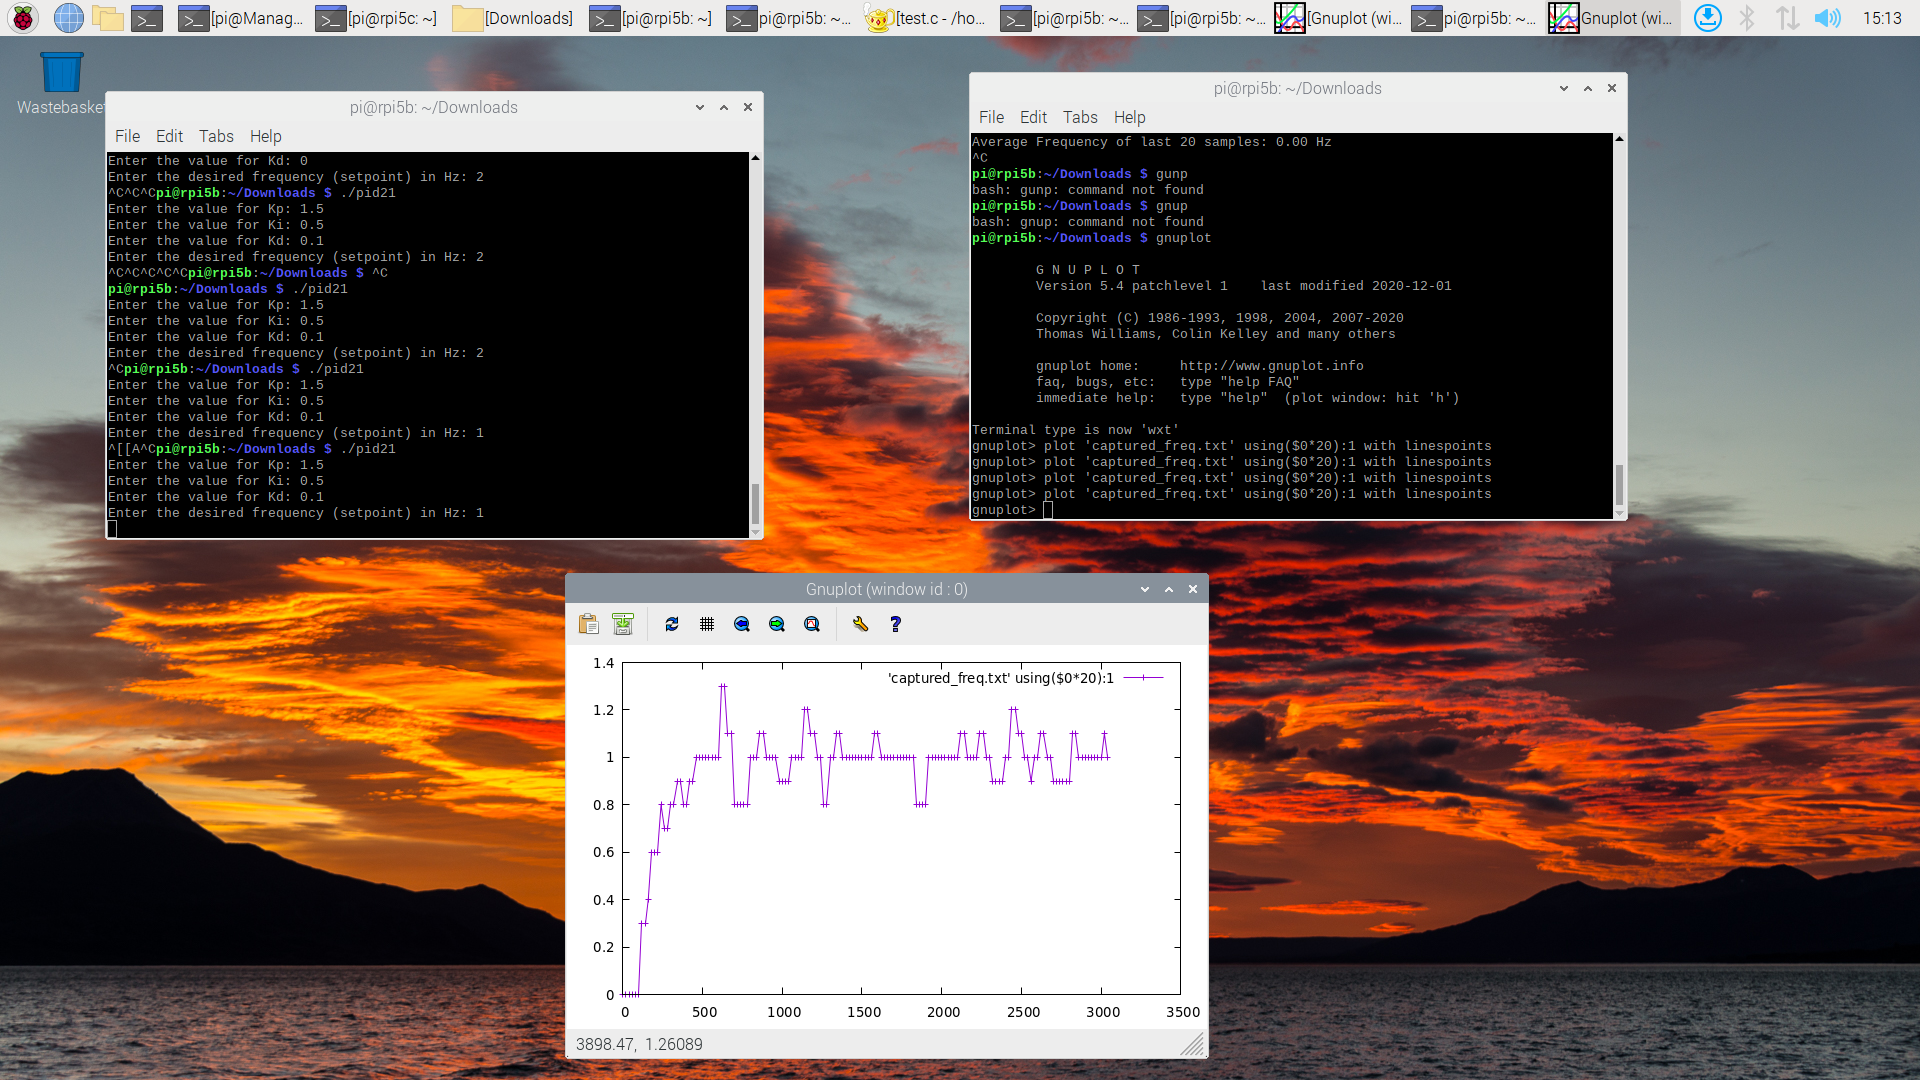 [pi@Manag... [pi@rpi5c: ~] [Downloads] [pi@rpi5b: ~] pi@rpi5b: ~... [test.c - /ho... [pi@rpi5b: ~... [pi@rpi5b: ~... [Gnuplot (wi... pi@rpi5b: ~... Gnuplot (wi... 15:13
Wastebasket
pi@rpi5b: ~/Downloads
File Edit Tabs Help
Enter the value for Kd: 0
Enter the desired frequency (setpoint) in Hz: 2
^C^C^Cpi@rpi5b:~/Downloads $ ./pid21
Enter the value for Kp: 1.5
Enter the value for Ki: 0.5
Enter the value for Kd: 0.1
Enter the desired frequency (setpoint) in Hz: 2
^C^C^C^C^Cpi@rpi5b:~/Downloads $ ^C
pi@rpi5b:~/Downloads $ ./pid21
Enter the value for Kp: 1.5
Enter the value for Ki: 0.5
Enter the value for Kd: 0.1
Enter the desired frequency (setpoint) in Hz: 2
^Cpi@rpi5b:~/Downloads $ ./pid21
Enter the value for Kp: 1.5
Enter the value for Ki: 0.5
Enter the value for Kd: 0.1
Enter the desired frequency (setpoint) in Hz: 1
^[[A^Cpi@rpi5b:~/Downloads $ ./pid21
Enter the value for Kp: 1.5
Enter the value for Ki: 0.5
Enter the value for Kd: 0.1
Enter the desired frequency (setpoint) in Hz: 1
pi@rpi5b: ~/Downloads
File Edit Tabs Help
Average Frequency of last 20 samples: 0.00 Hz
^C
pi@rpi5b:~/Downloads $ gunp
bash: gunp: command not found
pi@rpi5b:~/Downloads $ gnup
bash: gnup: command not found
pi@rpi5b:~/Downloads $ gnuplot
G N U P L O T
Version 5.4 patchlevel 1 last modified 2020-12-01
Copyright (C) 1986-1993, 1998, 2004, 2007-2020
Thomas Williams, Colin Kelley and many others
gnuplot home: http://www.gnuplot.info
faq, bugs, etc: type "help FAQ"
immediate help: type "help" (plot window: hit 'h')
Terminal type is now 'wxt'
gnuplot> plot 'captured_freq.txt' using($0*20):1 with linespoints
gnuplot> plot 'captured_freq.txt' using($0*20):1 with linespoints
gnuplot> plot 'captured_freq.txt' using($0*20):1 with linespoints
gnuplot> plot 'captured_freq.txt' using($0*20):1 with linespoints
gnuplot>
Gnuplot (window id : 0)
'captured_freq.txt' using($0*20):1
1.4
1.2
1
0.8
0.6
0.4
0.2
0
0 500 1000 1500 2000 2500 3000 3500
3898.47, 1.26089